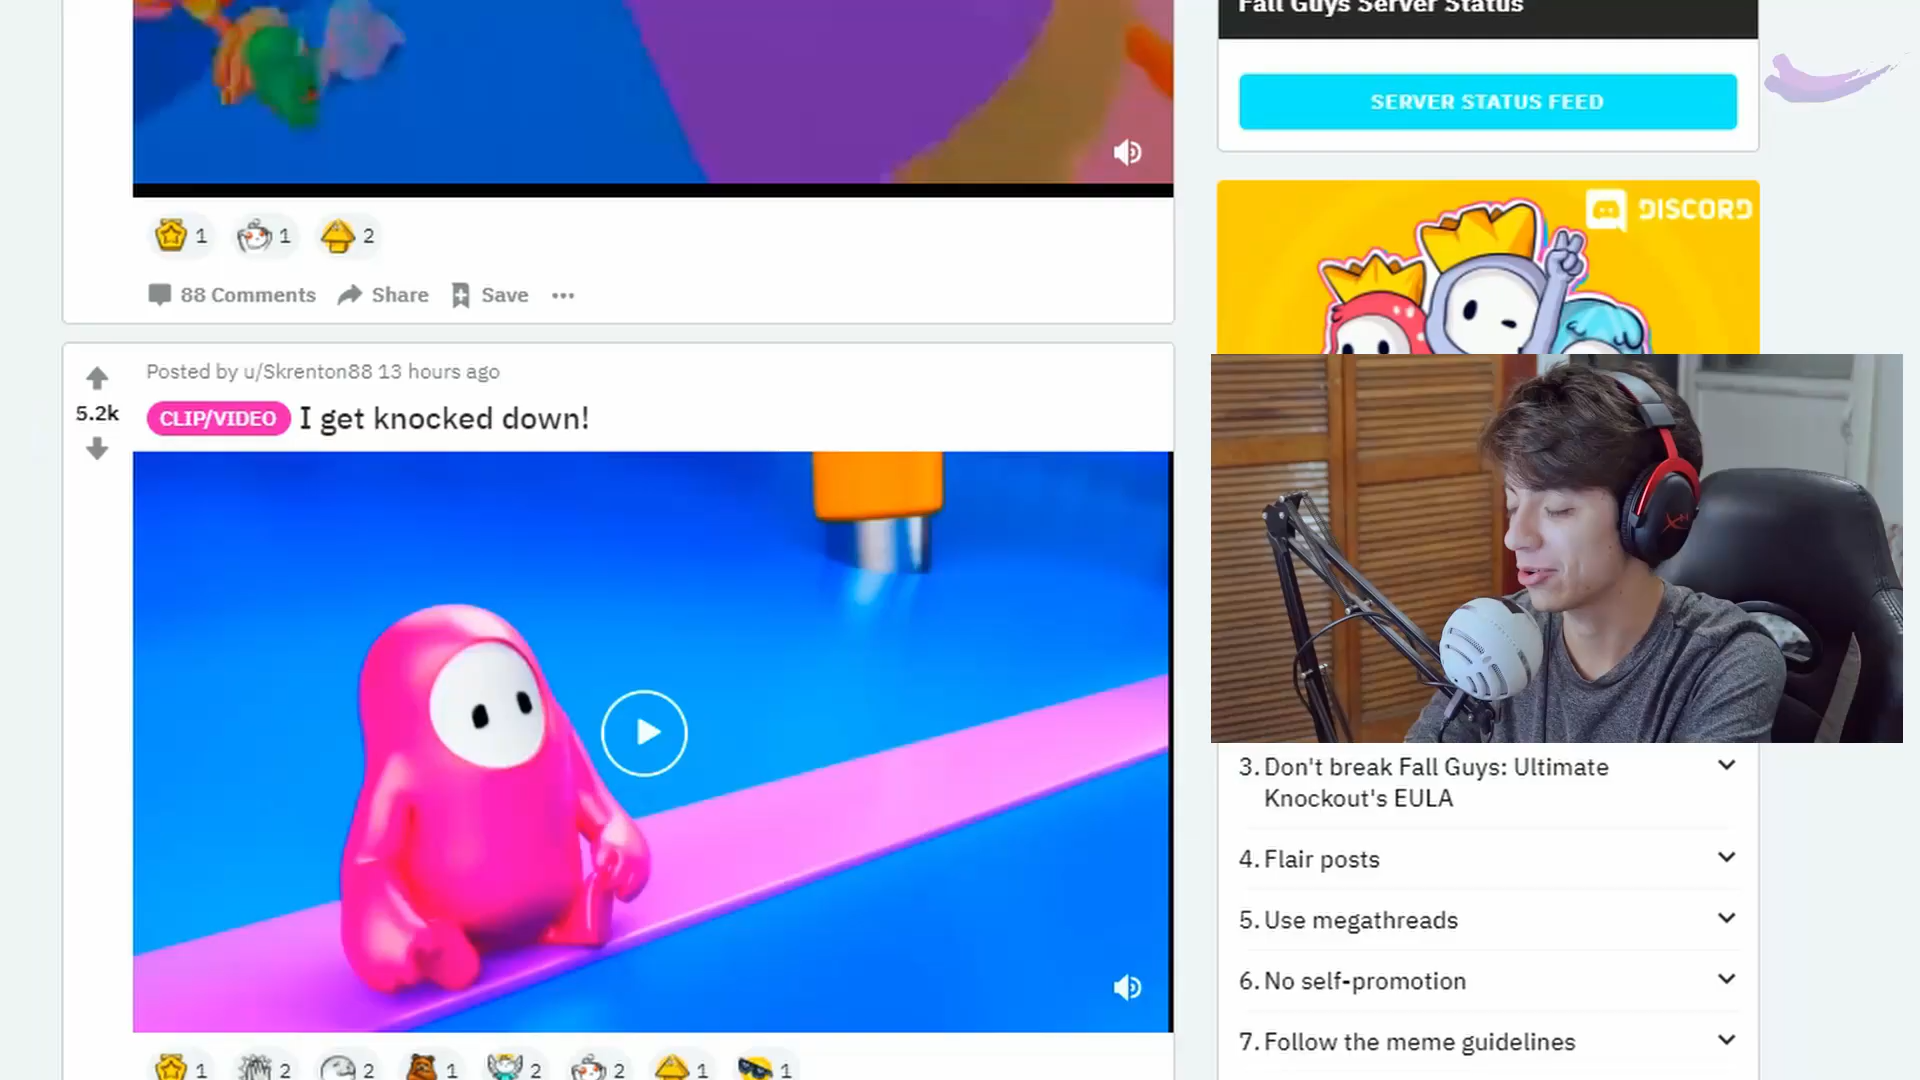 Fall Guys Server Status
SERVER STATUS FEED
DISCORD
1
1
2
88 Comments
Share
Save
Posted by u/Skrenton88 13 hours ago
5.2k
CLIP/VIDEO
I get knocked down!
3. Don't break Fall Guys: Ultimate
Knockout's EULA
4. Flair posts
5. Use megathreads
6. No self-promotion
7. Follow the meme guidelines
1
2
2
1
2
2
1
1